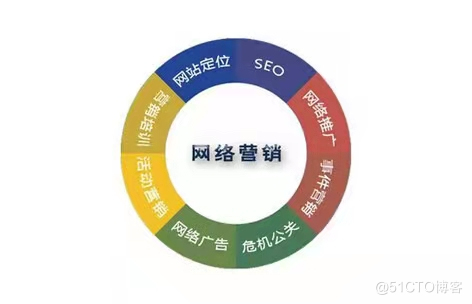 网站定位
SEO
网络推广
事件营销
危机公关
网络广告
活动营销
营销培训
网络营销
@51CTO博客